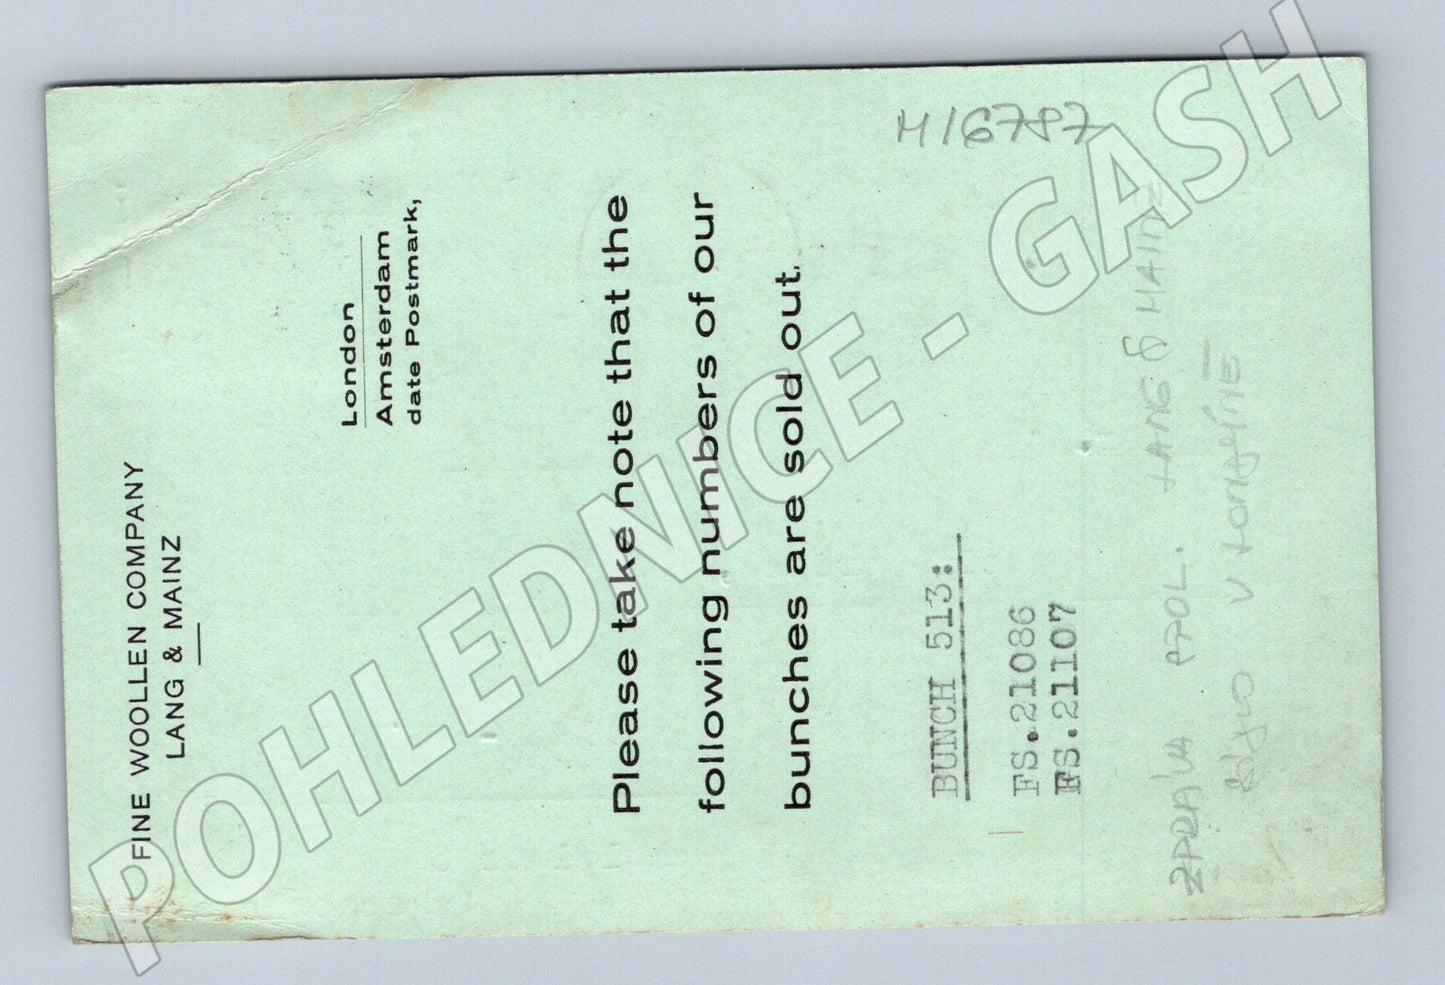 FINE WOOLLEN COMPANY
LANG & MAINZ
London
Amsterdam
date Postmark,
Please take note that the
following numbers of our
bunches are sold out.
BUNCH 513:
FS.21086
FS.21107
M16787
ZPRÁVA LANG & MAINZ
V
POHLEDNICE - GASH